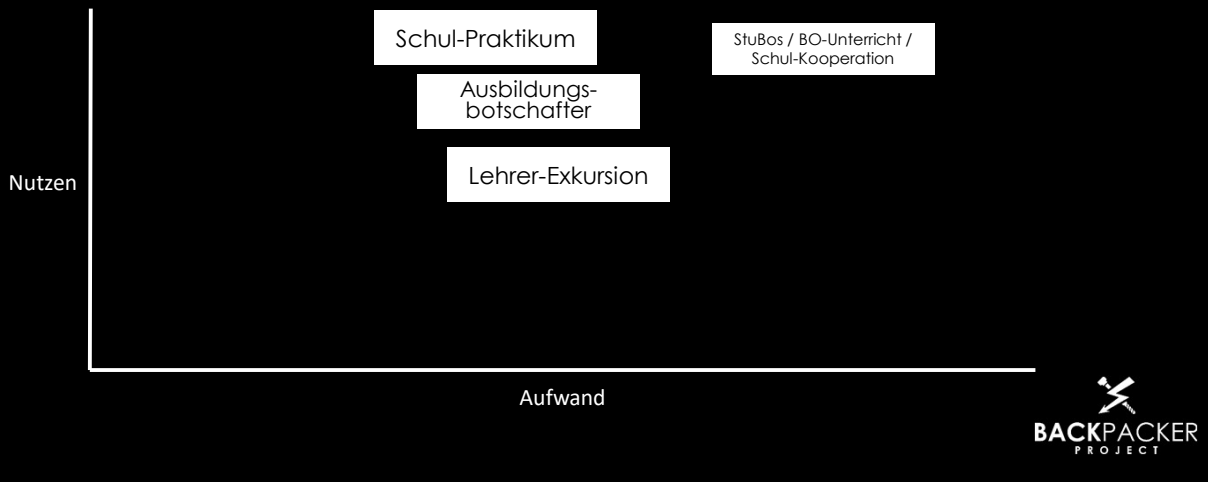 Schul-Praktikum
StuBos / BO-Unterricht /
Schul-Kooperation
Ausbildungs-
botschafter
Lehrer-Exkursion
Nutzen
Aufwand
BACKPACKER
PROJECT